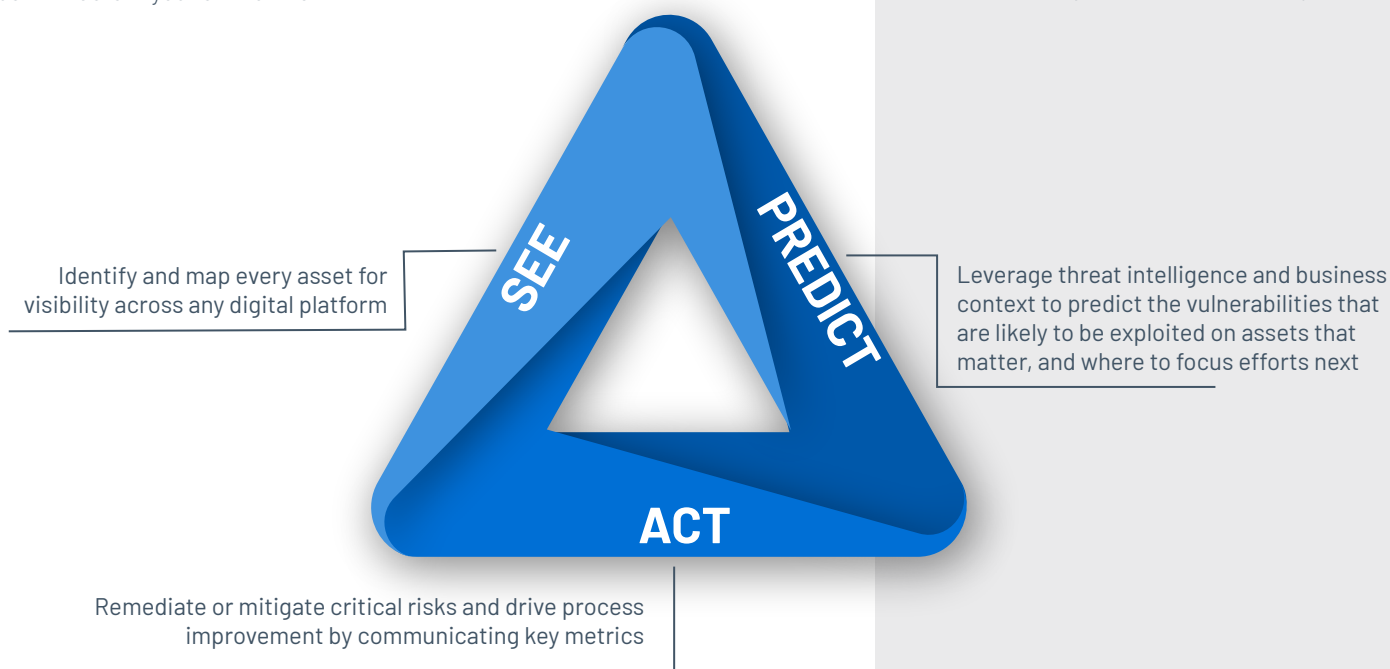 SEE
Identify and map every asset for
visibility across any digital platform
PREDICT
Leverage threat intelligence and business
context to predict the vulnerabilities that
are likely to be exploited on assets that
matter, and where to focus efforts next
ACT
Remediate or mitigate critical risks and drive process
improvement by communicating key metrics